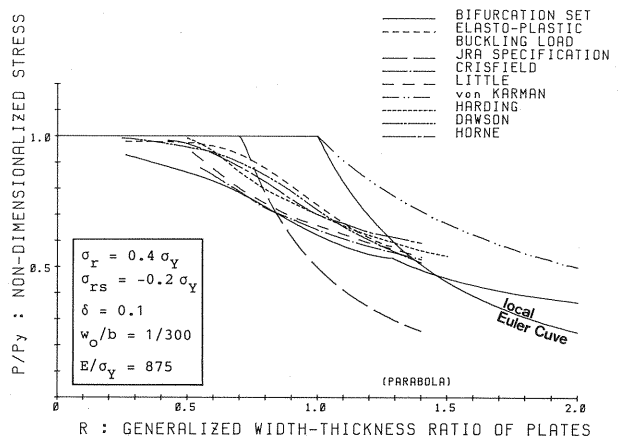 BIFURCATION SET
ELASTO-PLASTIC
BUCKLING LOAD
JRA SPECIFICATION
CRISFIELD
LITTLE
von KARMAN
HARDING
DAWSON
HORNE
P/Py : NON-DIMENSIONALIZED STRESS
1.0
0.5
σr = 0.4 σY
σrs = -0.2 σY
δ = 0.1
wo/b = 1/300
E/σY = 875
local
Euler Cuve
(PARABOLA)
0 0.5 1.0 1.5 2.0
R : GENERALIZED WIDTH-THICKNESS RATIO OF PLATES